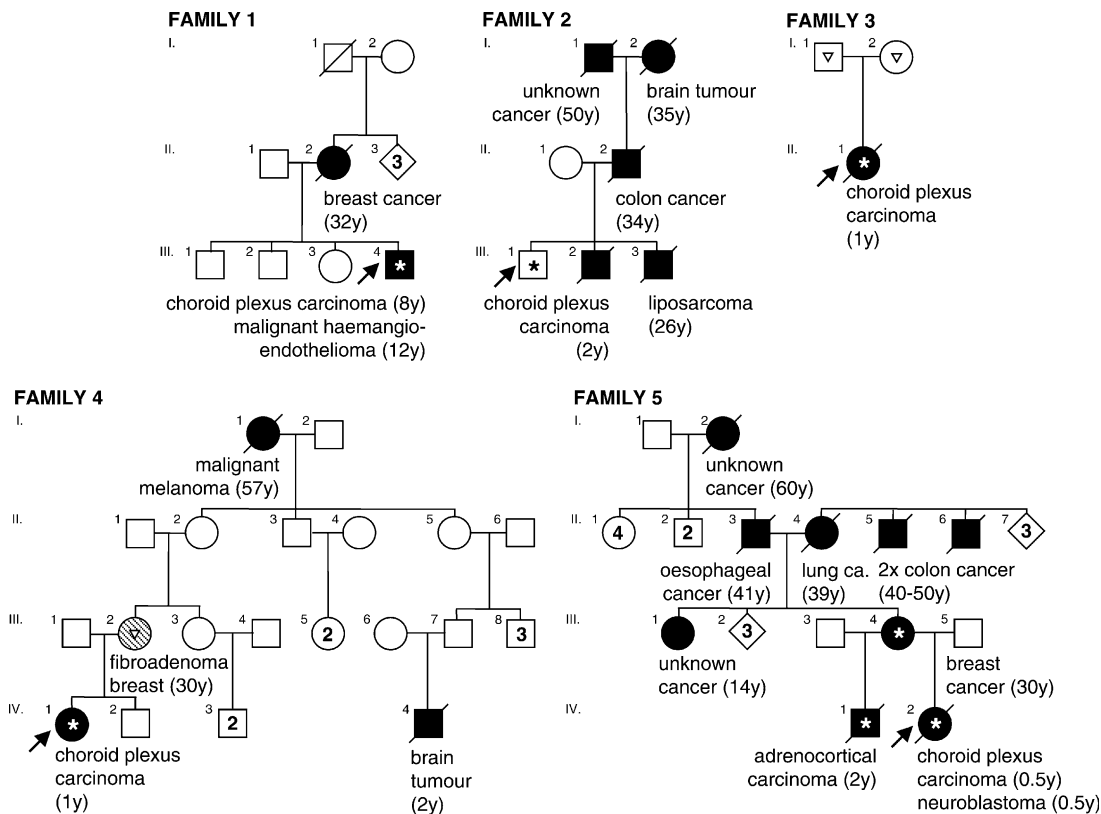 FAMILY 1
I.
1
2
II.
1
2
3
3
breast cancer
(32y)
III.
1
2
3
4
*
choroid plexus carcinoma (8y)
malignant haemangio-
endothelioma (12y)
FAMILY 2
I.
1
2
unknown
cancer (50y)
brain tumour
(35y)
II.
1
2
colon cancer
(34y)
III.
1
2
3
*
choroid plexus
carcinoma
(2y)
liposarcoma
(26y)
FAMILY 3
I.
1
2
II.
1
*
choroid plexus
carcinoma
(1y)
FAMILY 4
I.
1
2
malignant
melanoma (57y)
II.
1
2
3
4
5
6
III.
1
2
3
4
5
2
6
7
8
3
fibroadenoma
breast (30y)
IV.
1
*
2
3
2
4
choroid plexus
carcinoma
(1y)
brain
tumour
(2y)
FAMILY 5
I.
1
2
unknown
cancer (60y)
II.
1
4
2
2
3
4
5
6
7
3
oesophageal
cancer (41y)
lung ca.
(39y)
2x colon cancer
(40-50y)
III.
1
2
3
3
4
*
5
unknown
cancer (14y)
breast
cancer (30y)
IV.
1
*
2
*
adrenocortical
carcinoma (2y)
choroid plexus
carcinoma (0.5y)
neuroblastoma (0.5y)